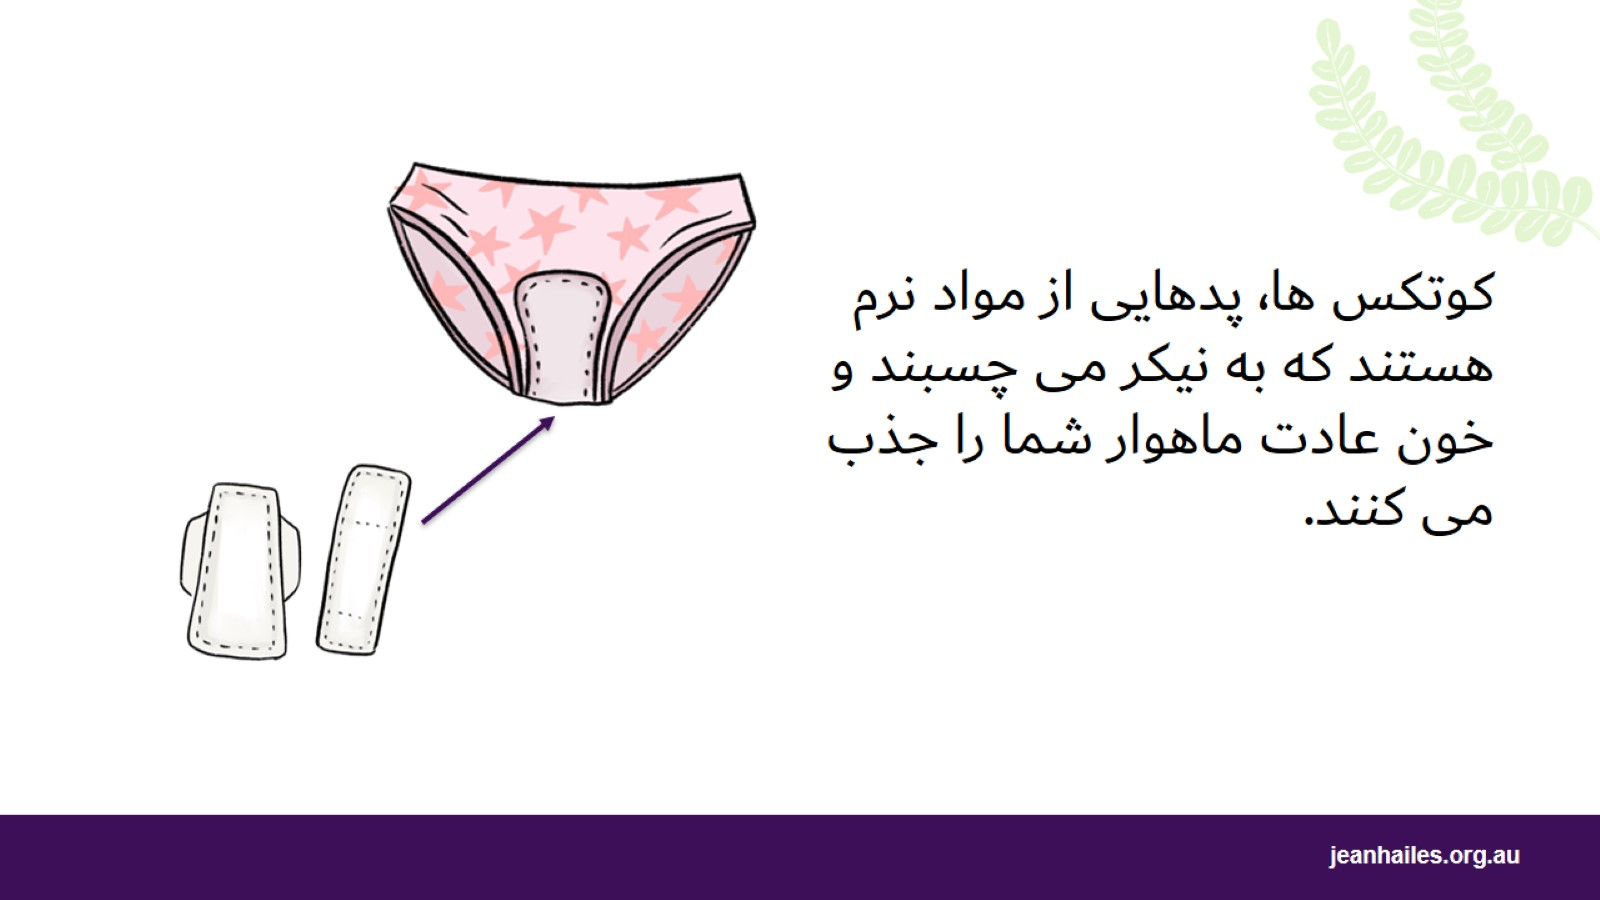 کوتکس ها، پدهایی از مواد نرم
هستند که به نیکر می چسبند و
خون عادت ماهوار شما را جذب
می کنند.
jeanhailes.org.au